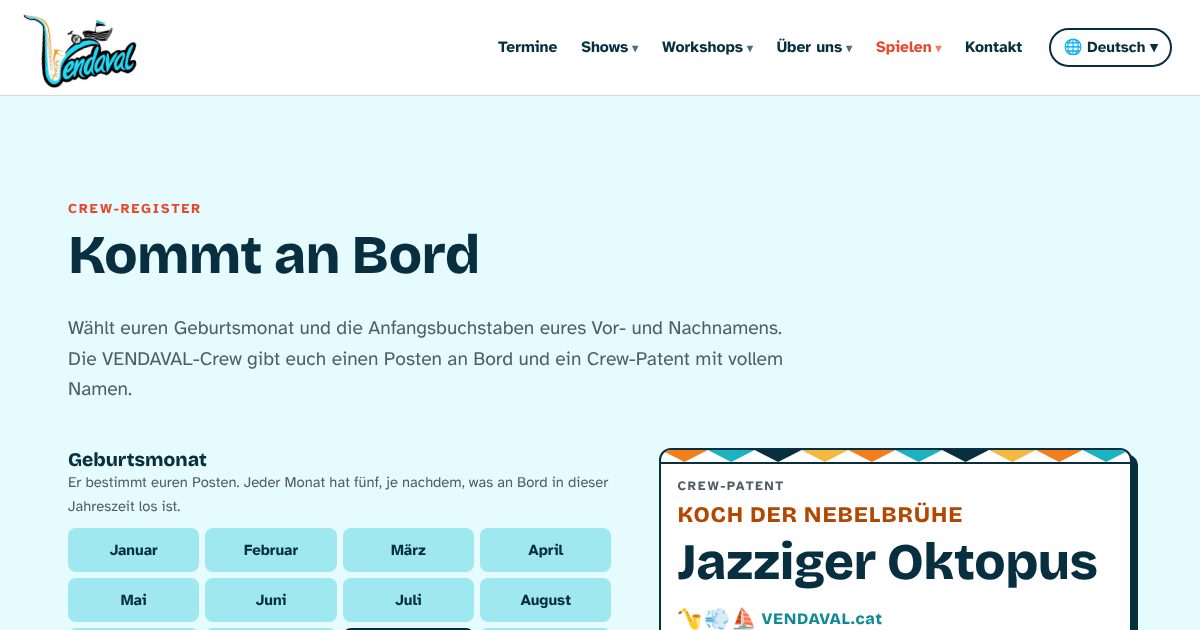 Vendaval
Termine Shows ▾ Workshops ▾ Über uns ▾ Spielen ▾ Kontakt 🌐 Deutsch ▾
CREW-REGISTER
Kommt an Bord
Wählt euren Geburtsmonat und die Anfangsbuchstaben eures Vor- und Nachnamens.
Die VENDAVAL-Crew gibt euch einen Posten an Bord und ein Crew-Patent mit vollem
Namen.
Geburtsmonat
Er bestimmt euren Posten. Jeder Monat hat fünf, je nachdem, was an Bord in dieser
Jahreszeit los ist.
Januar Februar März April
Mai Juni Juli August
CREW-PATENT
KOCH DER NEBELBRÜHE
Jazziger Oktopus
🎷💨⛵ VENDAVAL.cat